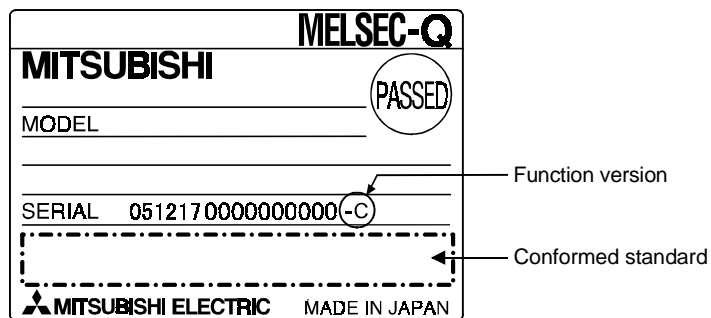 MELSEC-Q
MITSUBISHI
PASSED
MODEL
Function version
SERIAL 0512170000000000-C
Conformed standard
MITSUBISHI ELECTRIC MADE IN JAPAN